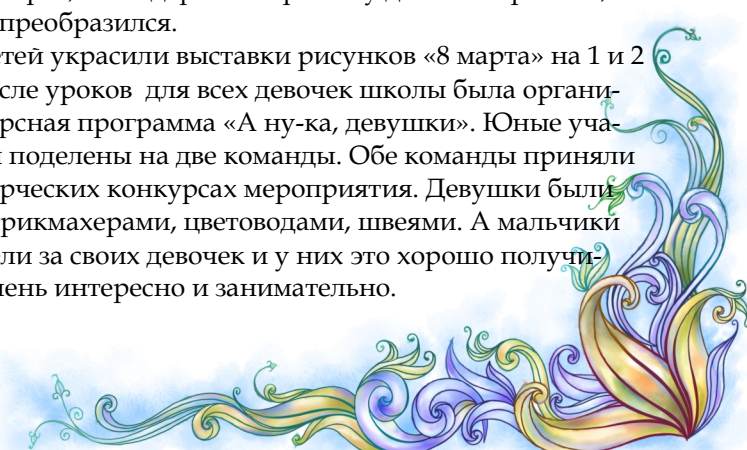 преобразился.
етей украсили выставки рисунков «8 марта» на 1 и 2
сле уроков для всех девочек школы была органи-
рсная программа «А ну-ка, девушки». Юные уча-
поделены на две команды. Обе команды приняли
рческих конкурсах мероприятия. Девушки были
рикмахерами, цветоводами, швеями. А мальчики
ли за своих девочек и у них это хорошо получи-
ень интересно и занимательно.